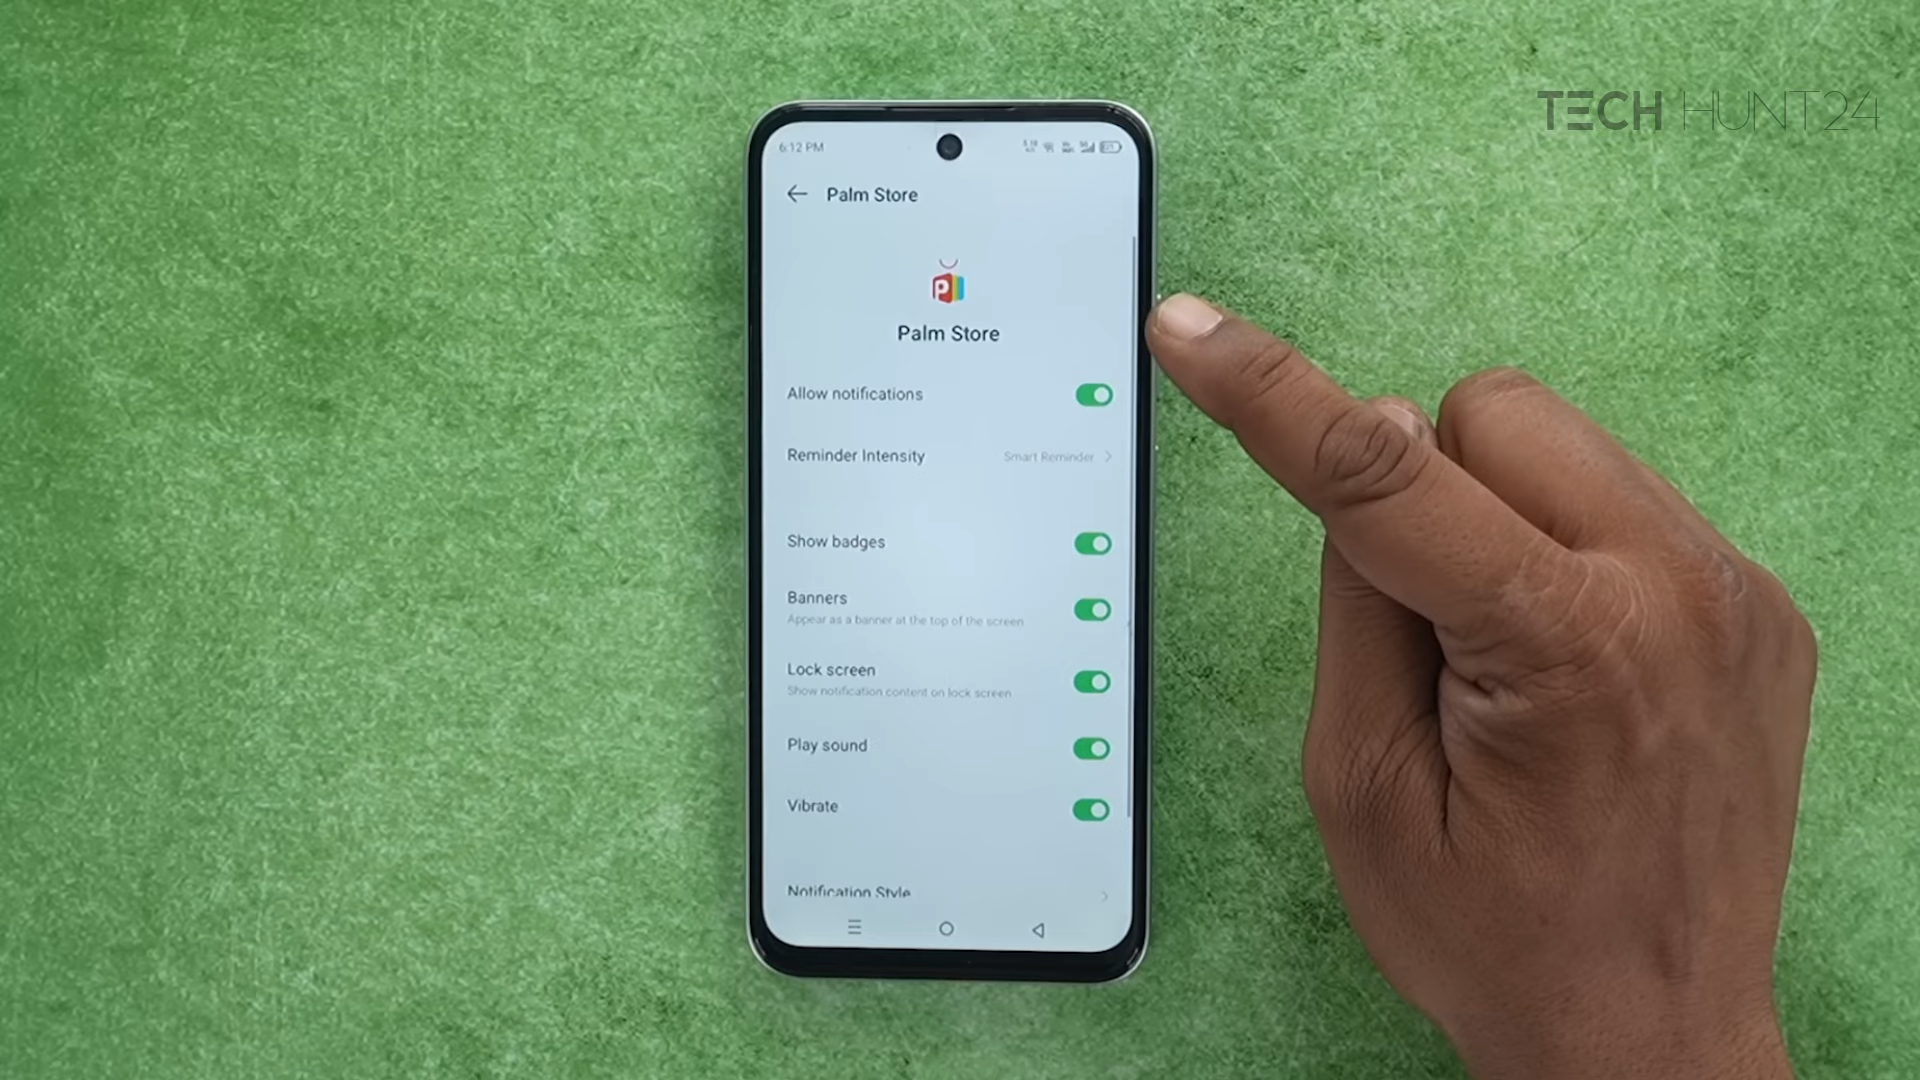 TECH HUNT24
6:12 PM
Palm Store
P
Palm Store
Allow notifications
Reminder Intensity Smart Reminder
Show badges
Banners
Appear as a banner at the top of the screen
Lock screen
Show notification content on lock screen
Play sound
Vibrate
Notification Style